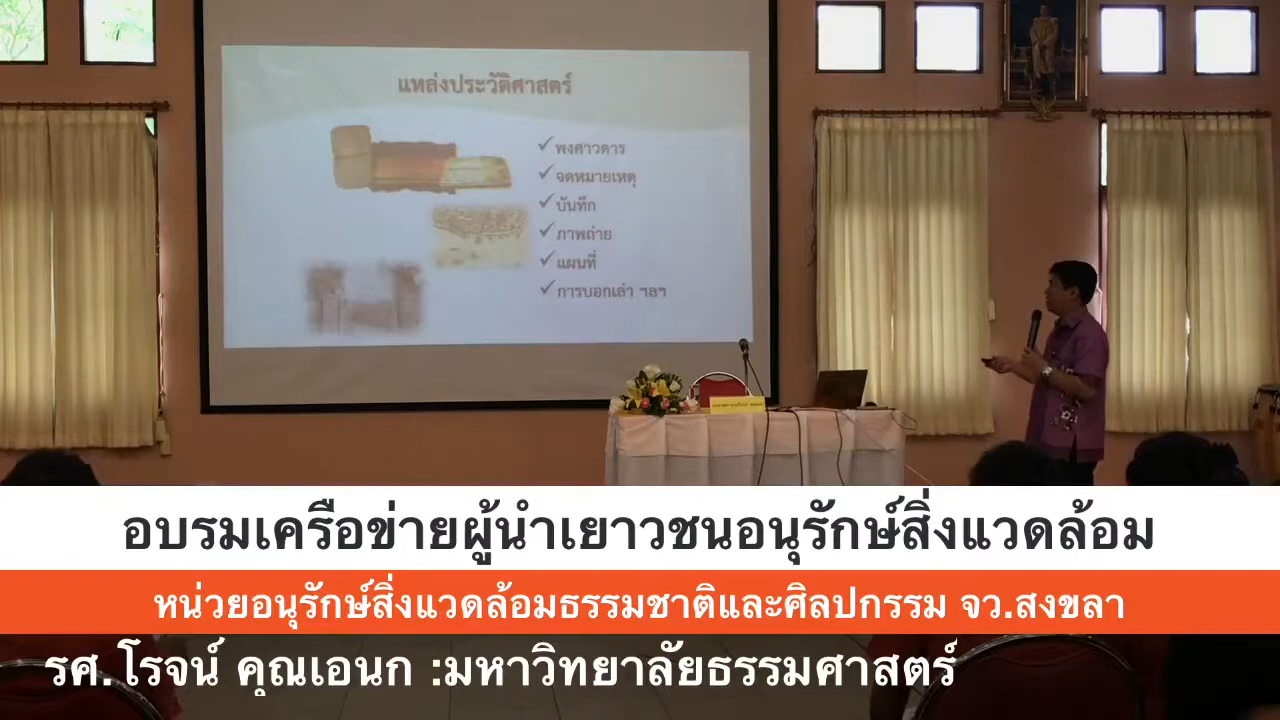 แหล่งประวัติศาสตร์
พงศาวดาร
จดหมายเหตุ
บันทึก
ภาพถ่าย
แผนที่
การบอกเล่า ฯลฯ
อบรมเครือข่ายผู้นำเยาวชนอนุรักษ์สิ่งแวดล้อม
หน่วยอนุรักษ์สิ่งแวดล้อมธรรมชาติและศิลปกรรม จว.สงขลา
รศ.โรจน์ คุณเอนก :มหาวิทยาลัยธรรมศาสตร์